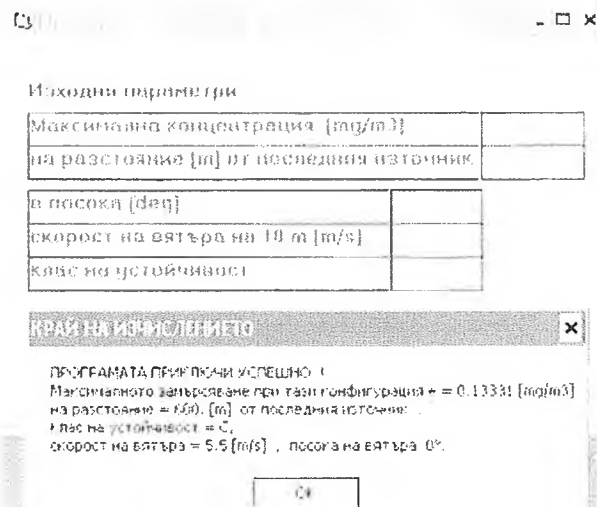 Изходни параметри
Максимална концентрация [mg/m3]
на разстояние [m] от последния източник
в посока [deg]
скорост на вятъра на 10 m [m/s]
клас на устойчивост
КРАЙ НА ИЗЧИСЛЕНИЕТО
ПРОГРАМАТА ПРИКЛЮЧИ УСПЕШНО !
Максималното замърсяване при тази конфигурация е = 0.13331 [mg/m3]
на разстояние = 600. [m] от последния източник
клас на устойчивост = C,
скорост на вятъра = 5.5 [m/s] , посока на вятъра 0°.
OK